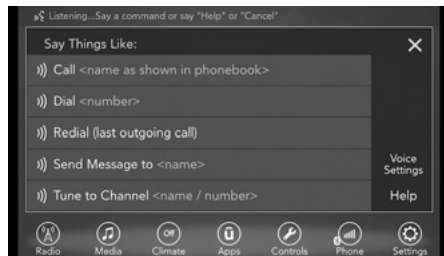 Listening...Say a command or say "Help" or "Cancel"
Say Things Like:
Call <name as shown in phonebook>
Dial <number>
Redial (last outgoing call)
Send Message to <name>
Tune to Channel <name / number>
Voice
Settings
Help
Off
ū
Radio
Media
Climate
Apps
Controls
Phone
Settings